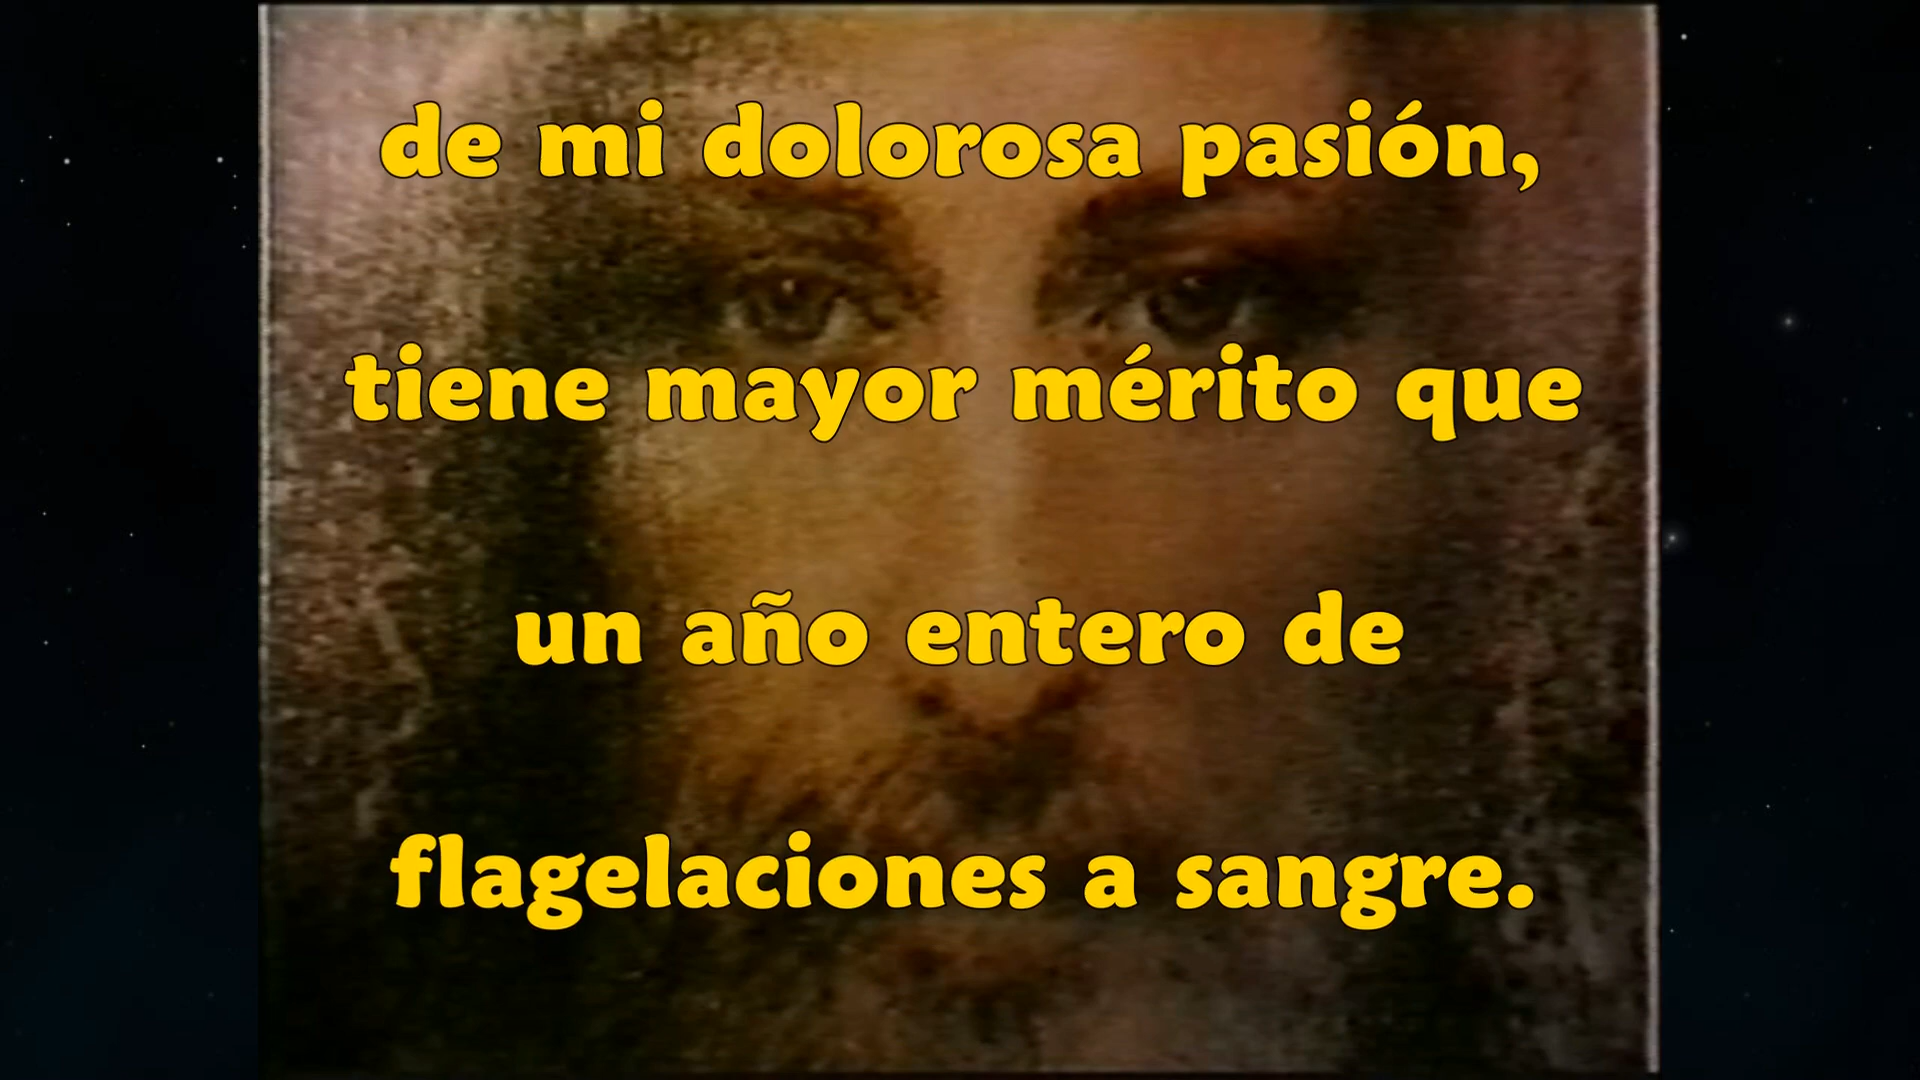 de mi dolorosa pasión,
tiene mayor mérito que
un año entero de
flagelaciones a sangre.